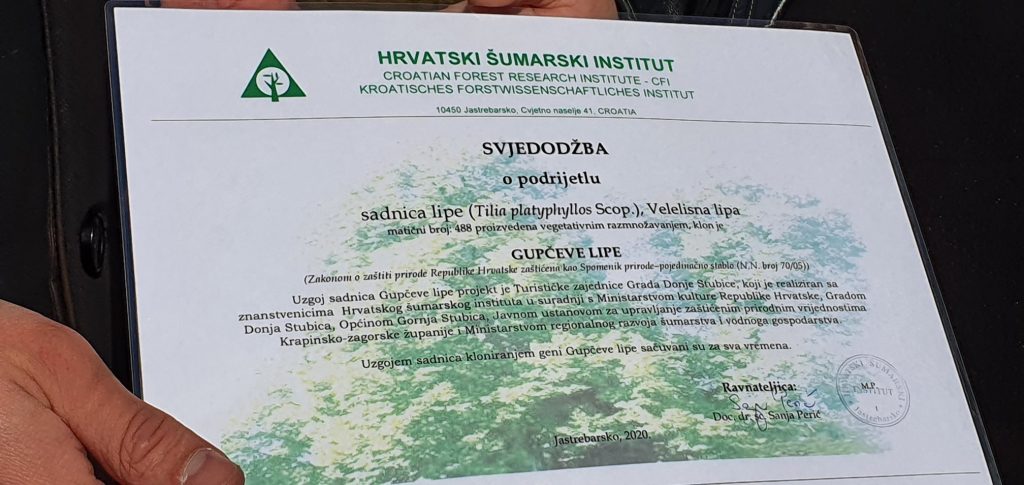 HRVATSKI ŠUMARSKI INSTITUT
CROATIAN FOREST RESEARCH INSTITUTE - CFI
KROATISCHES FORSTWISSENSCHAFTLICHES INSTITUT
10450 Jastrebarsko, Cvjetno naselje 41, CROATIA
SVJEDODŽBA
o podrijetlu
sadnica lipe (Tilia platyphyllos Scop.), Velelisna lipa
matični broj: 488 proizvedena vegetativnim razmnožavanjem, klon je
GUPČEVE LIPE
(Zakonom o zaštiti prirode Republike Hrvatske zaštićena kao Spomenik prirode-pojedinačno stablo (N.N. broj 70/05))
Uzgoj sadnica Gupčeve lipe projekt je Turističke zajednice Grada Donje Stubice, koji je realiziran sa
znanstvenicima Hrvatskog šumarskog instituta u suradnji s Ministarstvom kulture Republike Hrvatske, Gradom
Donja Stubica, Općinom Gornja Stubica, Javnom ustanovom za upravljanje zaštićenim prirodnim vrijednostima
Krapinsko-zagorske županije i Ministarstvom regionalnog razvoja šumarstva i vodnoga gospodarstva.
Uzgojem sadnica kloniranjem geni Gupčeve lipe sačuvani su za sva vremena.
Ravnateljica:
Doc. dr. sc. Sanja Perić
M.P.
HRVATSKI ŠUMARSKI
INSTITUT
1
Jastrebarsko
Jastrebarsko, 2020.